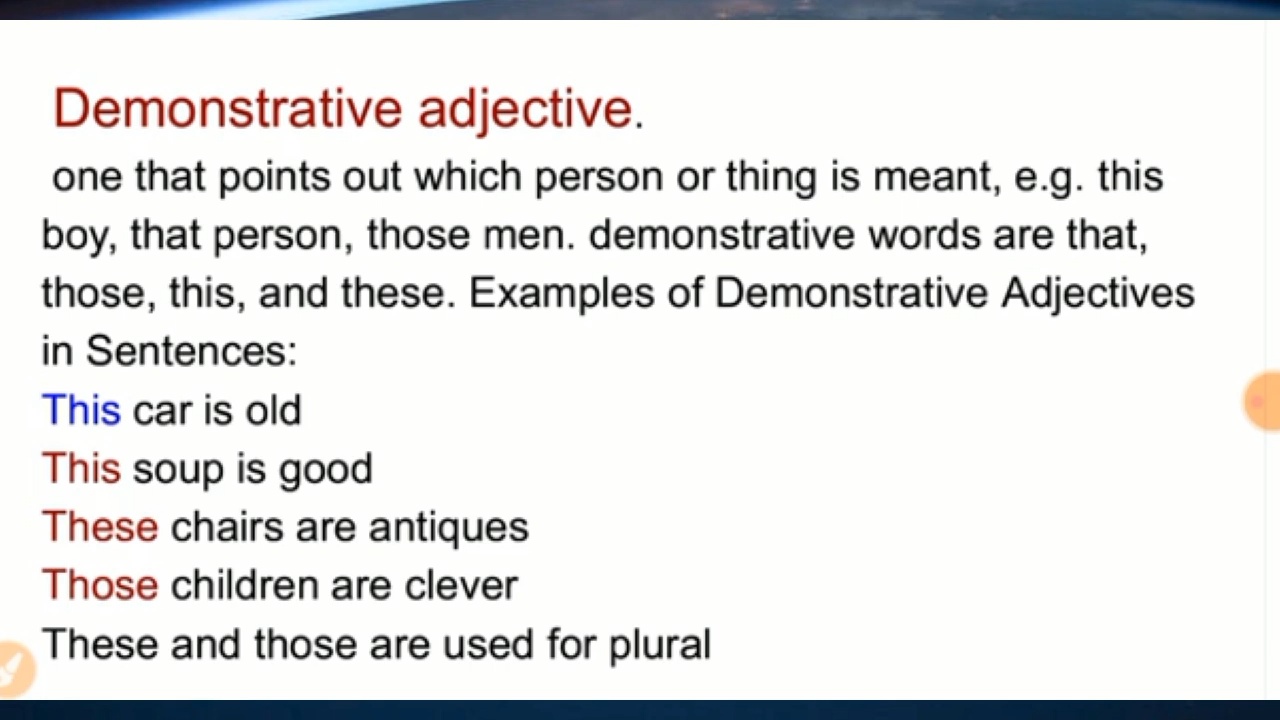 Demonstrative adjective.
one that points out which person or thing is meant, e.g. this
boy, that person, those men. demonstrative words are that,
those, this, and these. Examples of Demonstrative Adjectives
in Sentences:
This car is old
This soup is good
These chairs are antiques
Those children are clever
These and those are used for plural